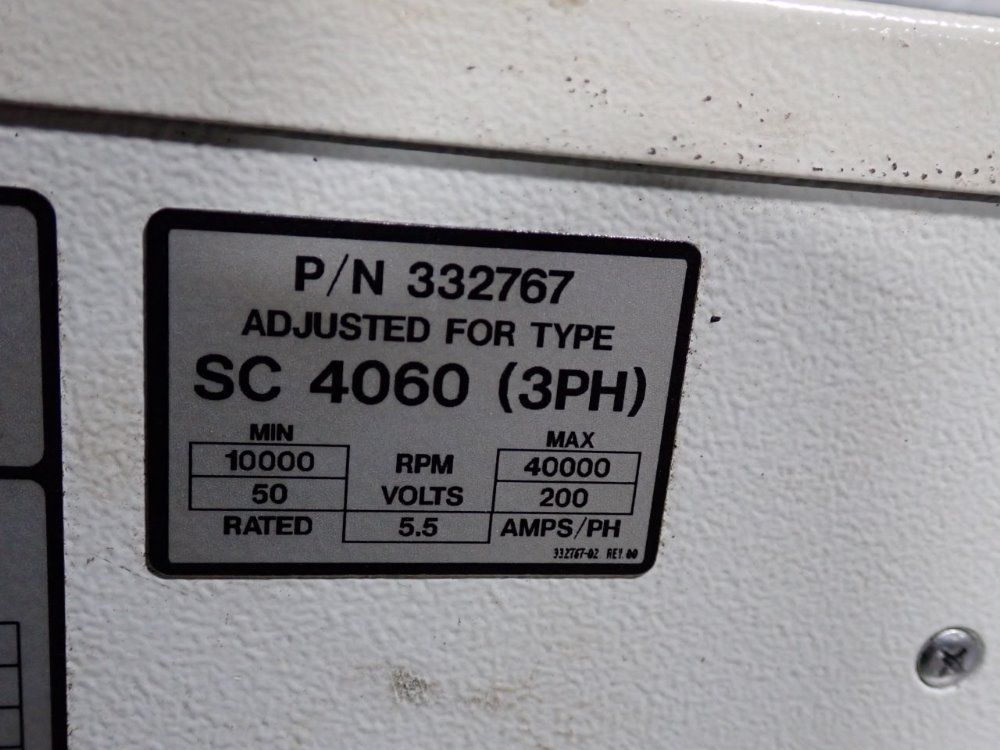 P/N 332767
ADJUSTED FOR TYPE
SC 4060 (3PH)
MIN MAX
10000 RPM 40000
50 VOLTS 200
RATED 5.5 AMPS/PH
332767-02 REV. 00